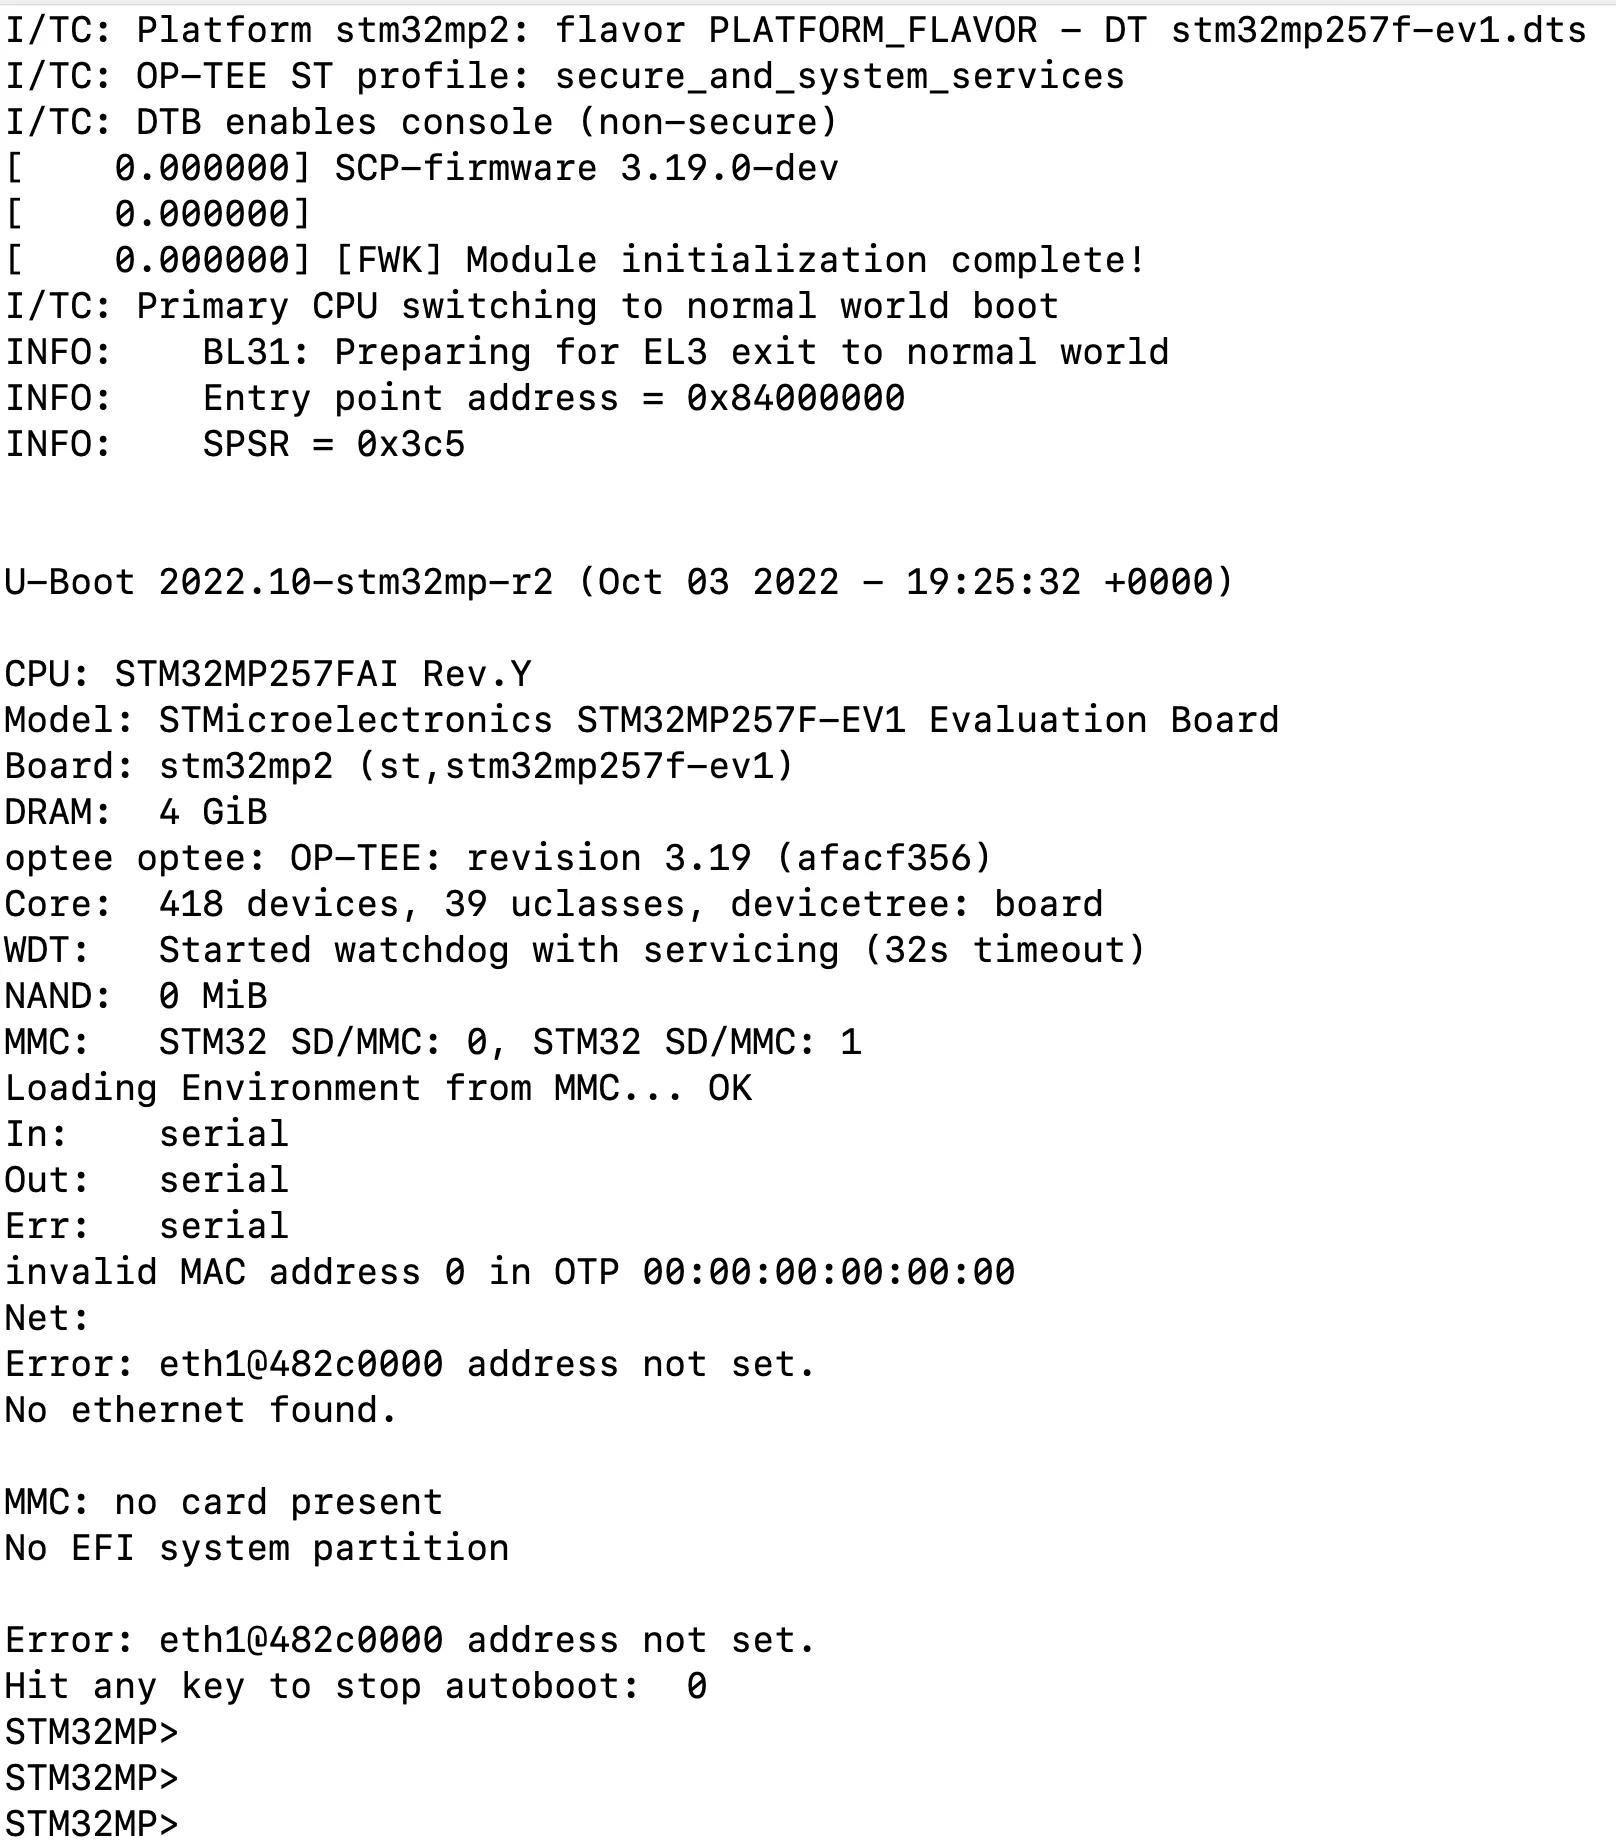 I/TC: Platform stm32mp2: flavor PLATFORM_FLAVOR - DT stm32mp257f-ev1.dts
I/TC: OP-TEE ST profile: secure_and_system_services
I/TC: DTB enables console (non-secure)
[    0.000000] SCP-firmware 3.19.0-dev
[    0.000000]
[    0.000000] [FWK] Module initialization complete!
I/TC: Primary CPU switching to normal world boot
INFO:    BL31: Preparing for EL3 exit to normal world
INFO:    Entry point address = 0x84000000
INFO:    SPSR = 0x3c5
U-Boot 2022.10-stm32mp-r2 (Oct 03 2022 - 19:25:32 +0000)
CPU: STM32MP257FAI Rev.Y
Model: STMicroelectronics STM32MP257F-EV1 Evaluation Board
Board: stm32mp2 (st,stm32mp257f-ev1)
DRAM:  4 GiB
optee optee: OP-TEE: revision 3.19 (afacf356)
Core:  418 devices, 39 uclasses, devicetree: board
WDT:   Started watchdog with servicing (32s timeout)
NAND:  0 MiB
MMC:   STM32 SD/MMC: 0, STM32 SD/MMC: 1
Loading Environment from MMC... OK
In:    serial
Out:   serial
Err:   serial
invalid MAC address 0 in OTP 00:00:00:00:00:00
Net:
Error: eth1@482c0000 address not set.
No ethernet found.
MMC: no card present
No EFI system partition
Error: eth1@482c0000 address not set.
Hit any key to stop autoboot:  0
STM32MP>
STM32MP>
STM32MP>